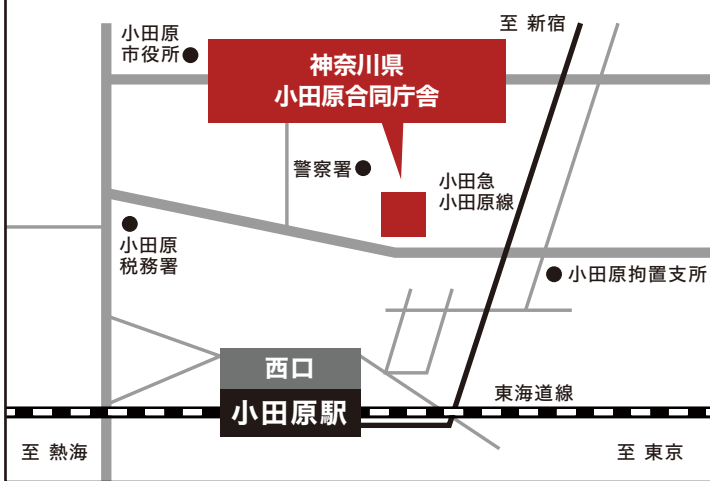 至 新宿
小田原
市役所
神奈川県
小田原合同庁舎
警察署
小田急
小田原線
小田原
税務署
小田原拘置支所
西口
小田原駅
東海道線
至 熱海
至 東京